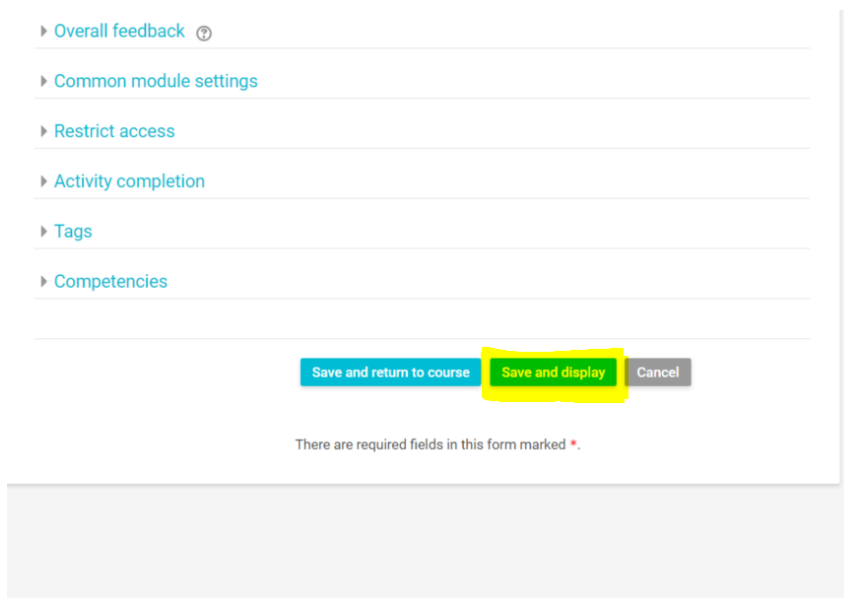 Overall feedback
Common module settings
Restrict access
Activity completion
Tags
Competencies
Save and return to course Save and display Cancel
There are required fields in this form marked *.